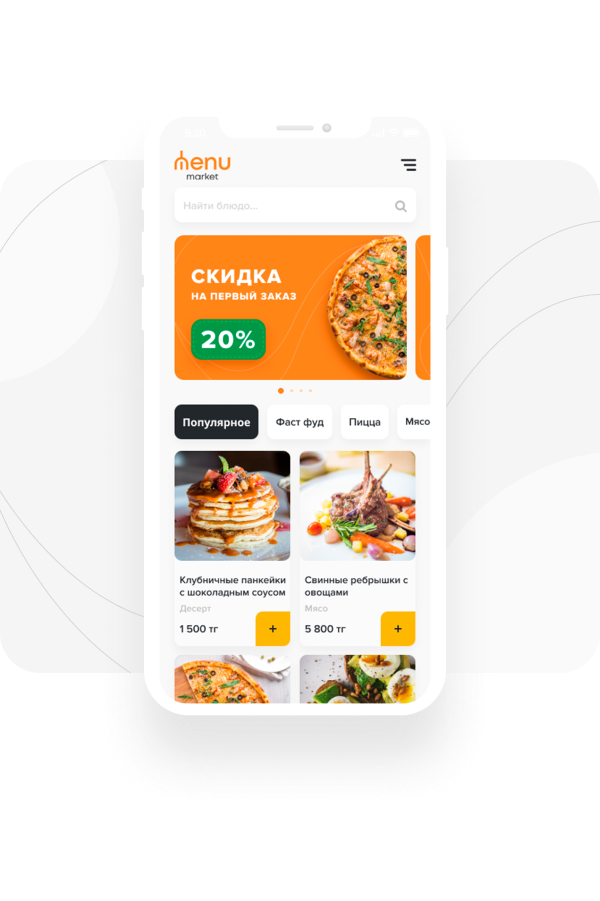 menu
market
Найти блюдо...
СКИДКА
НА ПЕРВЫЙ ЗАКАЗ
20%
Популярное
Фаст фуд
Пицца
Мясо
Клубничные панкейки
с шоколадным соусом
Десерт
1 500 тг
+
Свинные ребрышки с
овощами
Мясо
5 800 тг
+